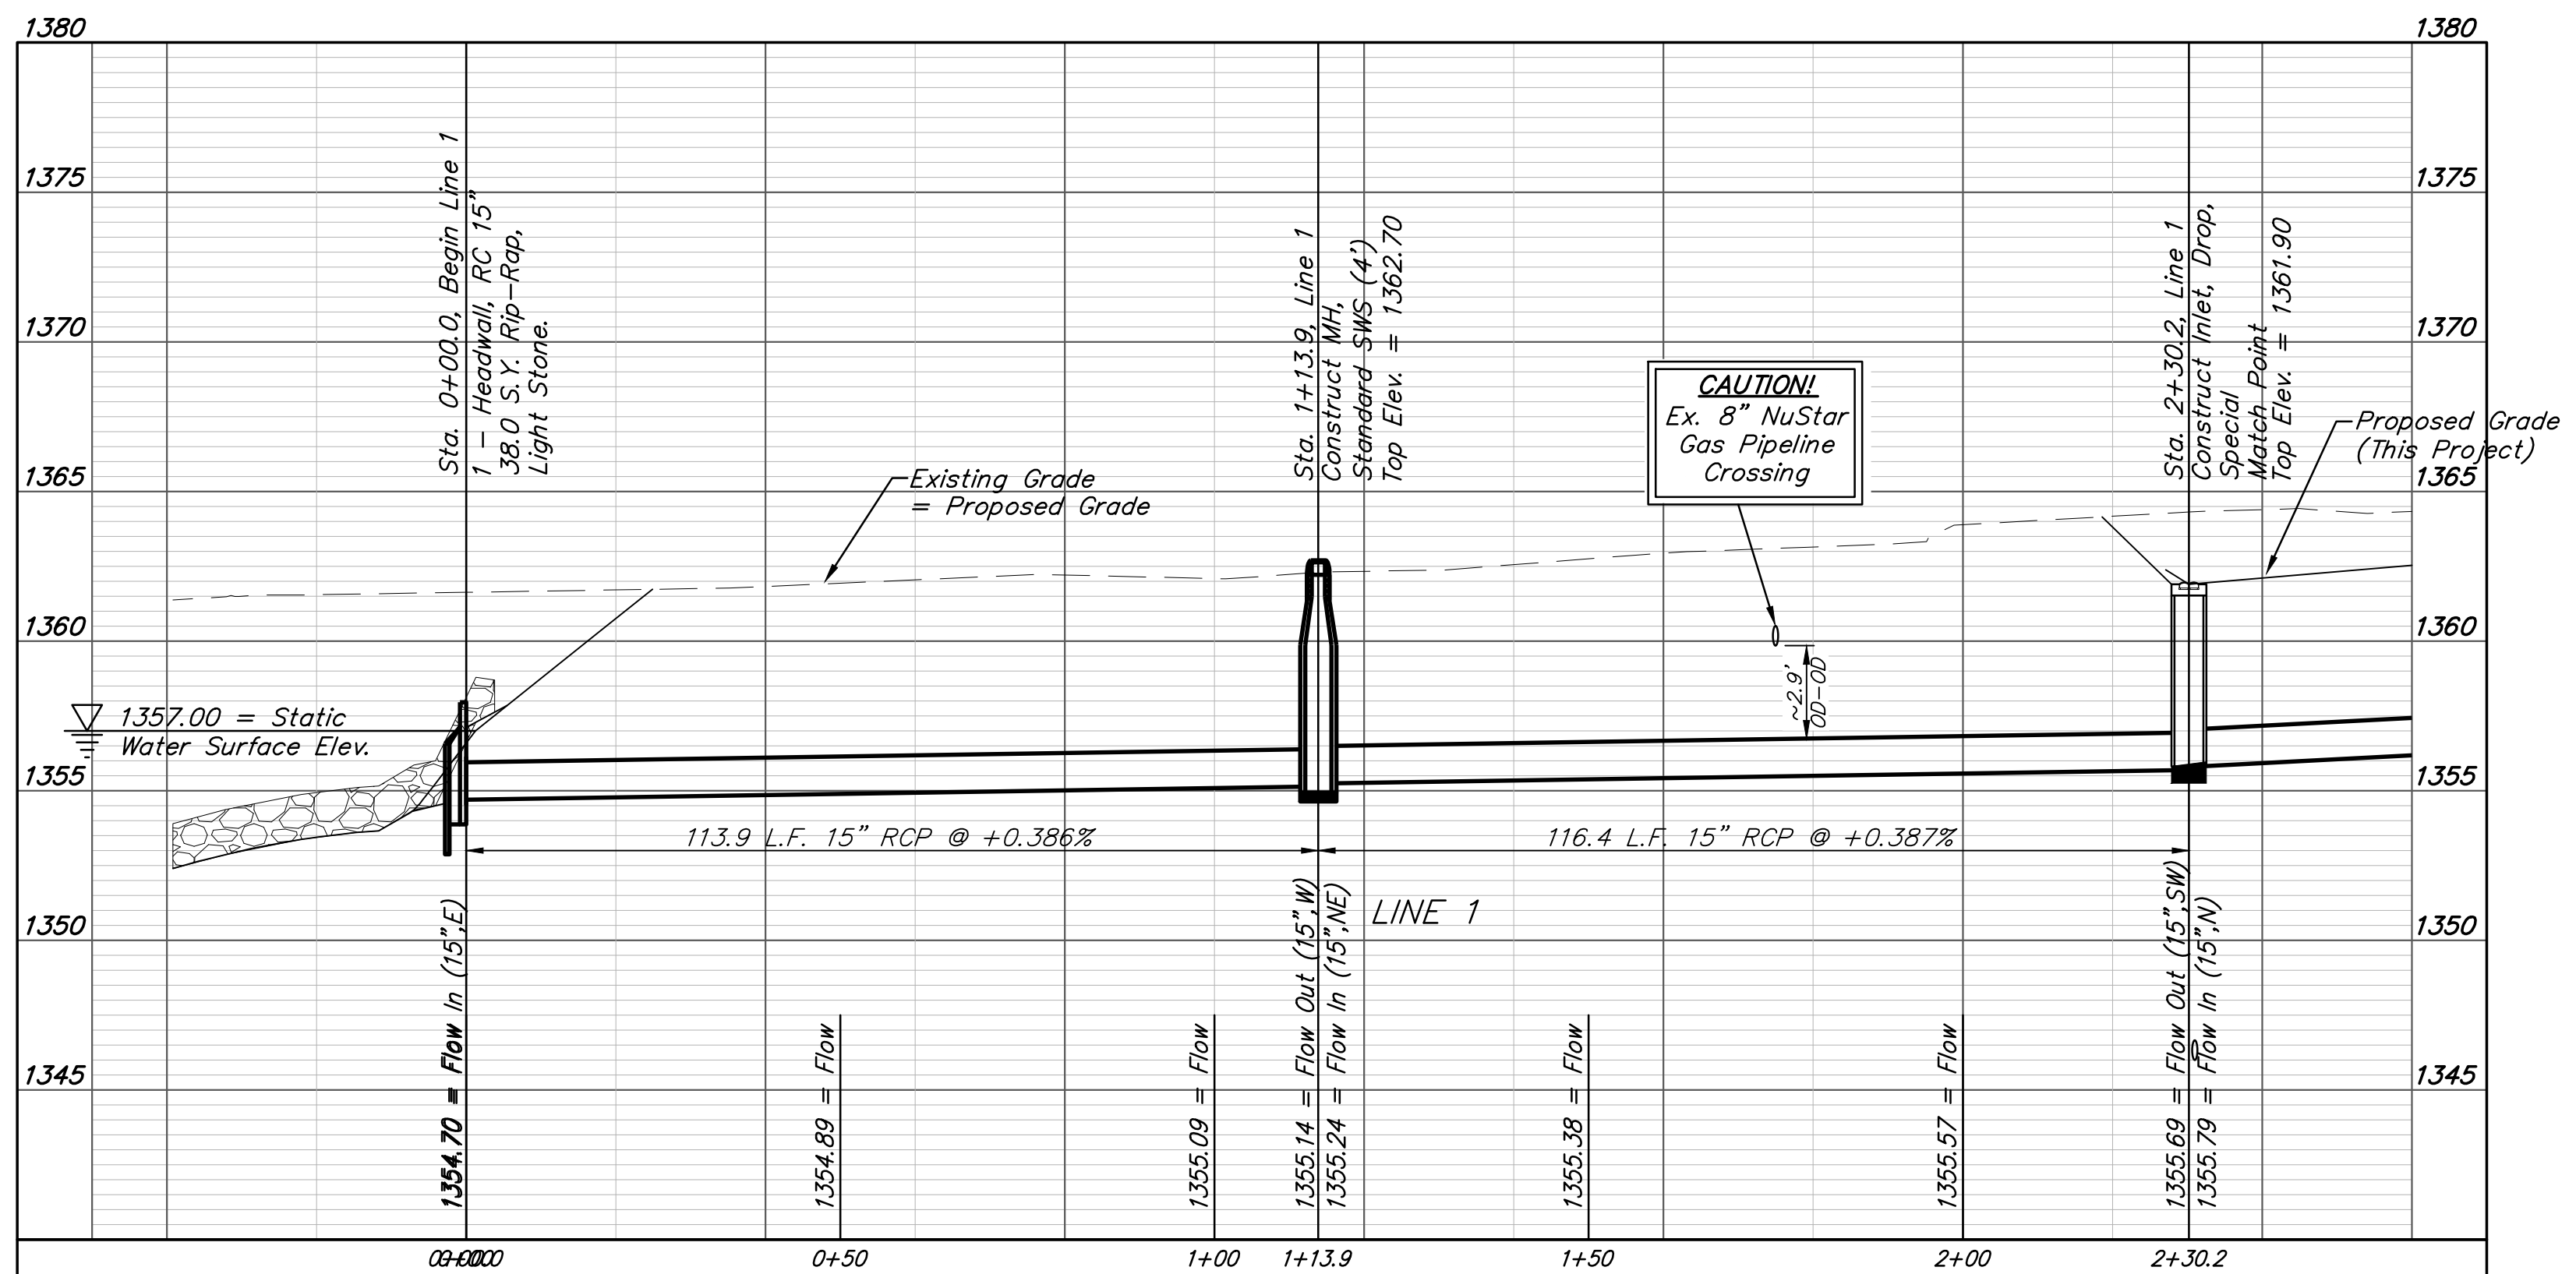 1380
1380
1375
1375
1370
1370
1365
1365
1360
1360
1355
1355
1350
1350
1345
1345
Sta. 0+00.0, Begin Line 1
1 - Headwall, RC 15"
38.0 S.Y. Rip-Rap,
Light Stone.
Existing Grade
= Proposed Grade
Sta. 1+13.9, Line 1
Construct MH,
Standard SWS (4')
Top Elev. = 1362.70
CAUTION!
Ex. 8" NuStar
Gas Pipeline
Crossing
Sta. 2+30.2, Line 1
Construct Inlet, Drop,
Special
Match Point
Top Elev. = 1361.90
Proposed Grade
(This Project)
1357.00 = Static
Water Surface Elev.
~2.9'
OD-OD
113.9 L.F. 15" RCP @ +0.386%
116.4 L.F. 15" RCP @ +0.387%
LINE 1
1354.70 = Flow In (15",E)
1354.89 = Flow
1355.09 = Flow
1355.14 = Flow Out (15",W)
1355.24 = Flow In (15",NE)
1355.38 = Flow
1355.57 = Flow
1355.69 = Flow Out (15",SW)
1355.79 = Flow In (15",N)
0+50
1+00
1+13.9
1+50
2+00
2+30.2